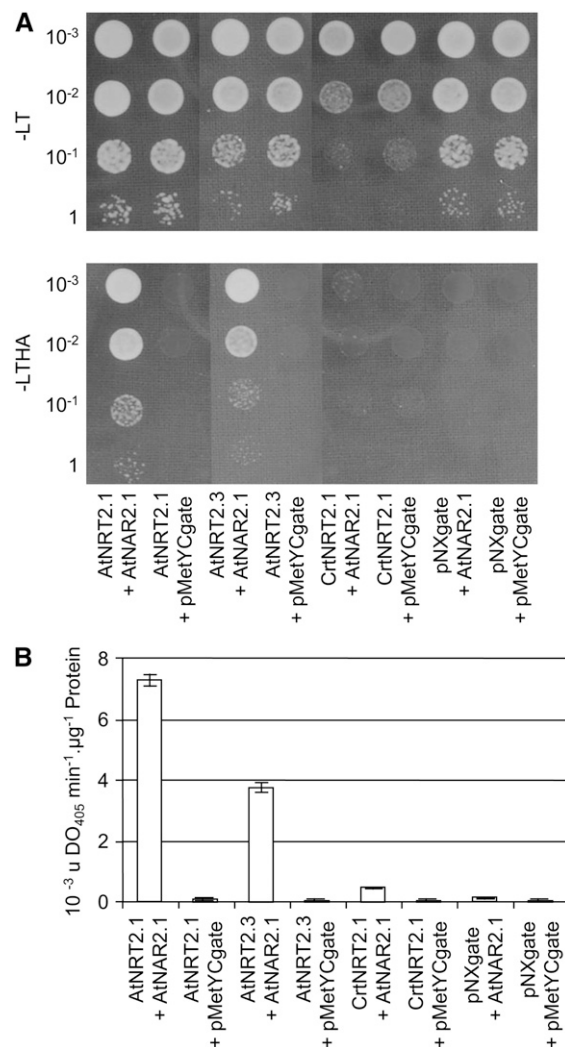 A
-LT
10⁻³
10⁻²
10⁻¹
1
-LTHA
10⁻³
10⁻²
10⁻¹
1
AtNRT2.1
+ AtNAR2.1
AtNRT2.1
+ pMetYCgate
AtNRT2.3
+ AtNAR2.1
AtNRT2.3
+ pMetYCgate
CrtNRT2.1
+ AtNAR2.1
CrtNRT2.1
+ pMetYCgate
pNXgate
+ AtNAR2.1
pNXgate
+ pMetYCgate
B
10⁻³ u DO₄₀₅ min⁻¹.µg⁻¹ Protein
8
6
4
2
0
AtNRT2.1
+ AtNAR2.1
AtNRT2.1
+ pMetYCgate
AtNRT2.3
+ AtNAR2.1
AtNRT2.3
+ pMetYCgate
CrtNRT2.1
+ AtNAR2.1
CrtNRT2.1
+ pMetYCgate
pNXgate
+ AtNAR2.1
pNXgate
+ pMetYCgate